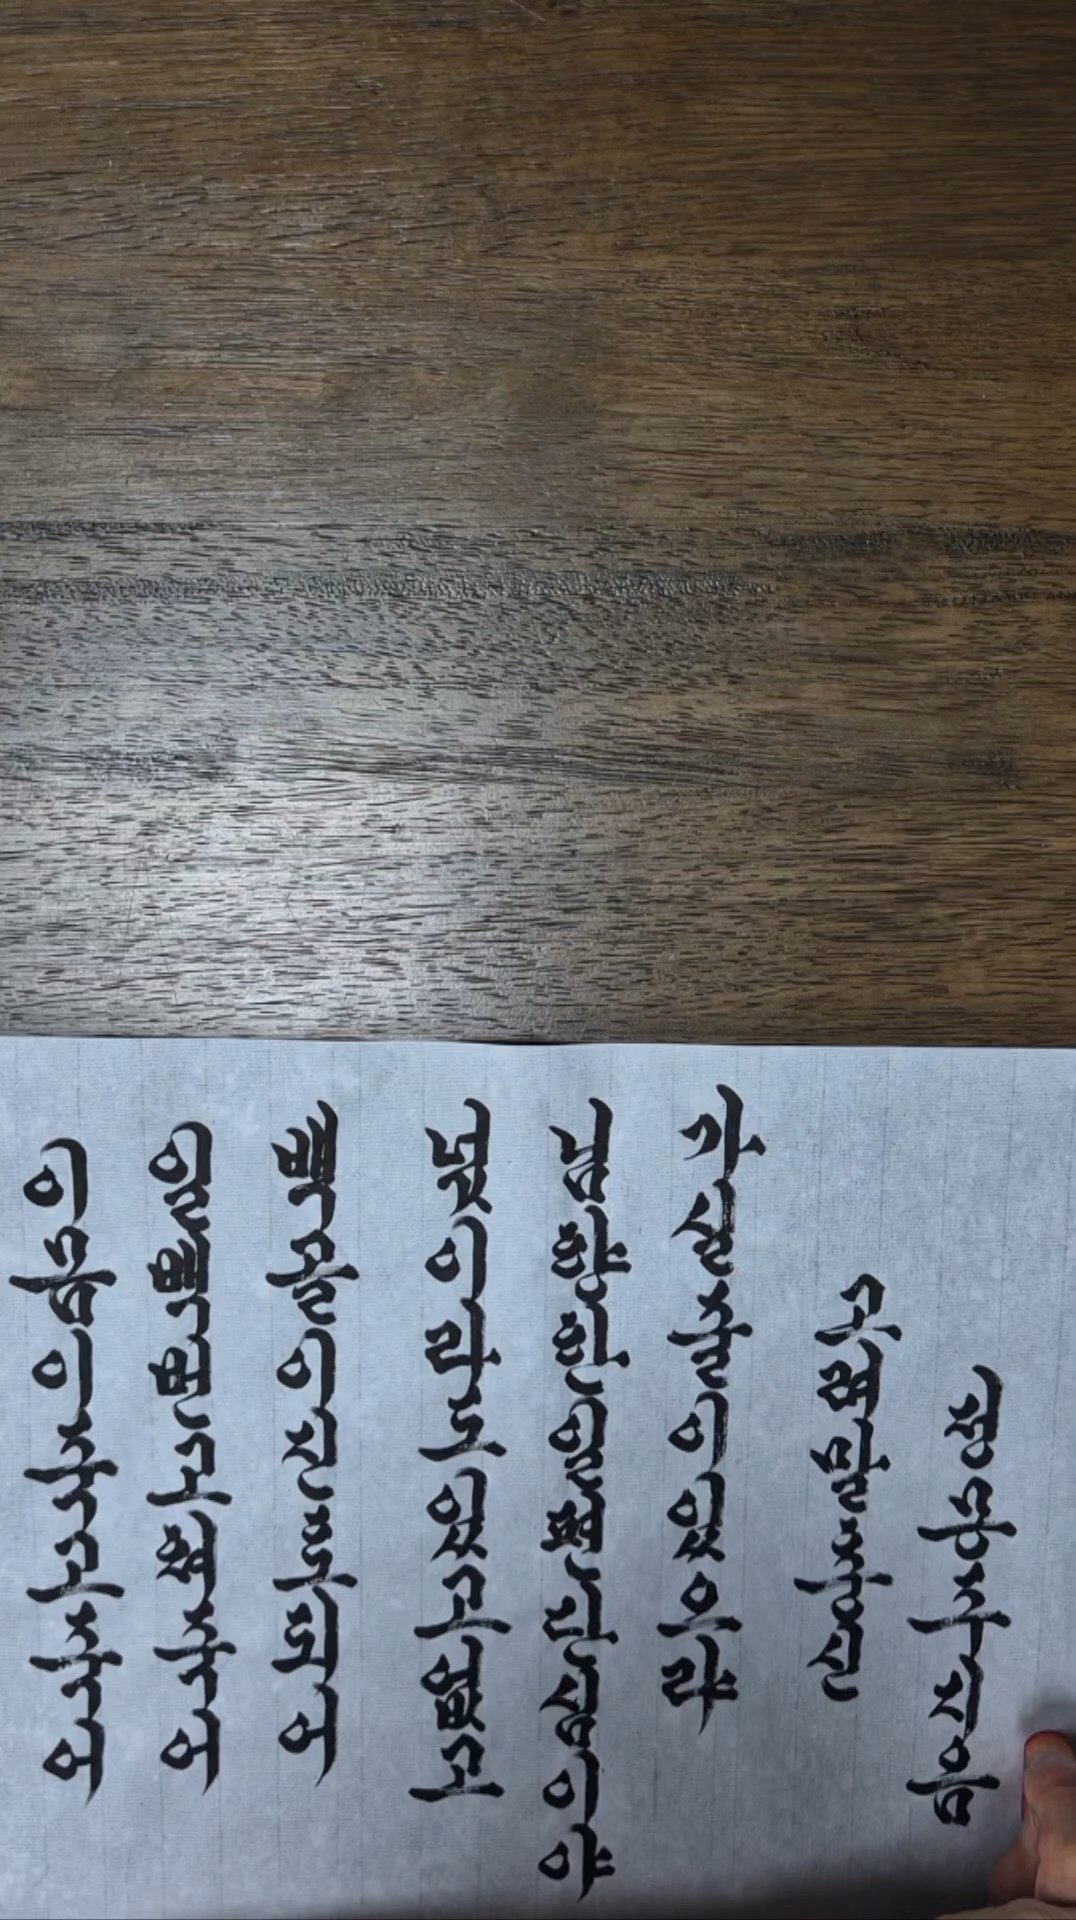 이몸이죽고죽어
일백번고쳐죽어
백골이진토되어
넋이라도있고없고
님향한일편단심이야
가실줄이있으랴
고려말충신
정몽주지음